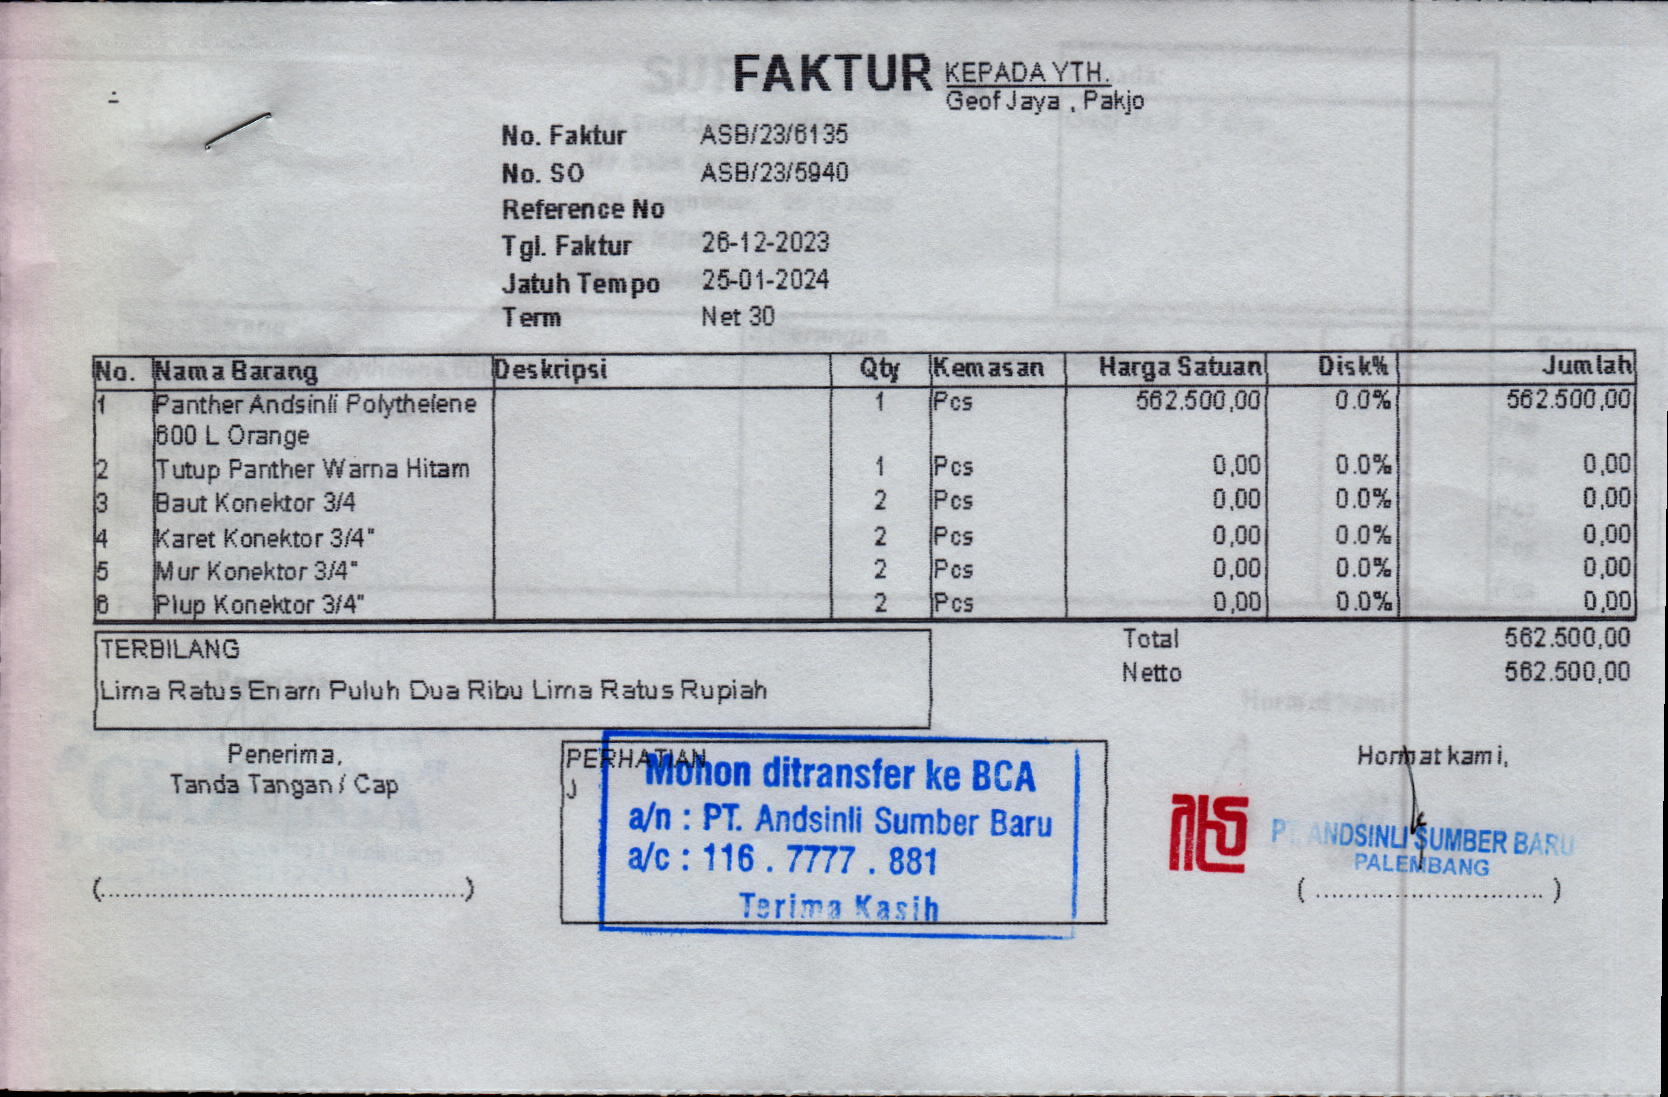 FAKTUR
KEPADA YTH.
Geof Jaya , Pakjo
No. Faktur ASB/23/6135
No. SO ASB/23/5940
Reference No
Tgl. Faktur 26-12-2023
Jatuh Tempo 25-01-2024
Term Net 30
No. Nama Barang Deskripsi Qty Kemasan Harga Satuan Disk% Jumlah
1 Panther Andsinli Polythelene 1 Pcs 562.500,00 0.0% 562.500,00
600 L Orange
2 Tutup Panther Warna Hitam 1 Pcs 0,00 0.0% 0,00
3 Baut Konektor 3/4 2 Pcs 0,00 0.0% 0,00
4 Karet Konektor 3/4" 2 Pcs 0,00 0.0% 0,00
5 Mur Konektor 3/4" 2 Pcs 0,00 0.0% 0,00
6 Plup Konektor 3/4" 2 Pcs 0,00 0.0% 0,00
TERBILANG
Lima Ratus Enam Puluh Dua Ribu Lima Ratus Rupiah
Total 562.500,00
Netto 562.500,00
Penerima,
Tanda Tangan / Cap
(..............................................)
PERHATIAN
J
Mohon ditransfer ke BCA
a/n : PT. Andsinli Sumber Baru
a/c : 116 . 7777 . 881
Terima Kasih
Hormat kami,
PT. ANDSINLI SUMBER BARU
PALEMBANG
( ............................. )